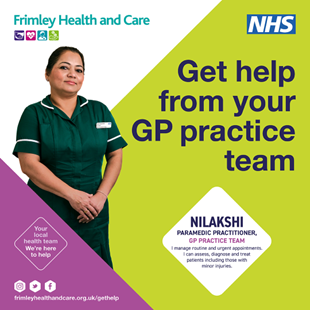 Frimley Health and Care
NHS
Get help
from your
GP practice
team
NILAKSHI
PARAMEDIC PRACTITIONER,
GP PRACTICE TEAM
I manage routine and urgent appointments.
I can assess, diagnose and treat
patients including those with
minor injuries.
Your
local
health team
We're here
to help
frimleyhealthandcare.org.uk/gethelp